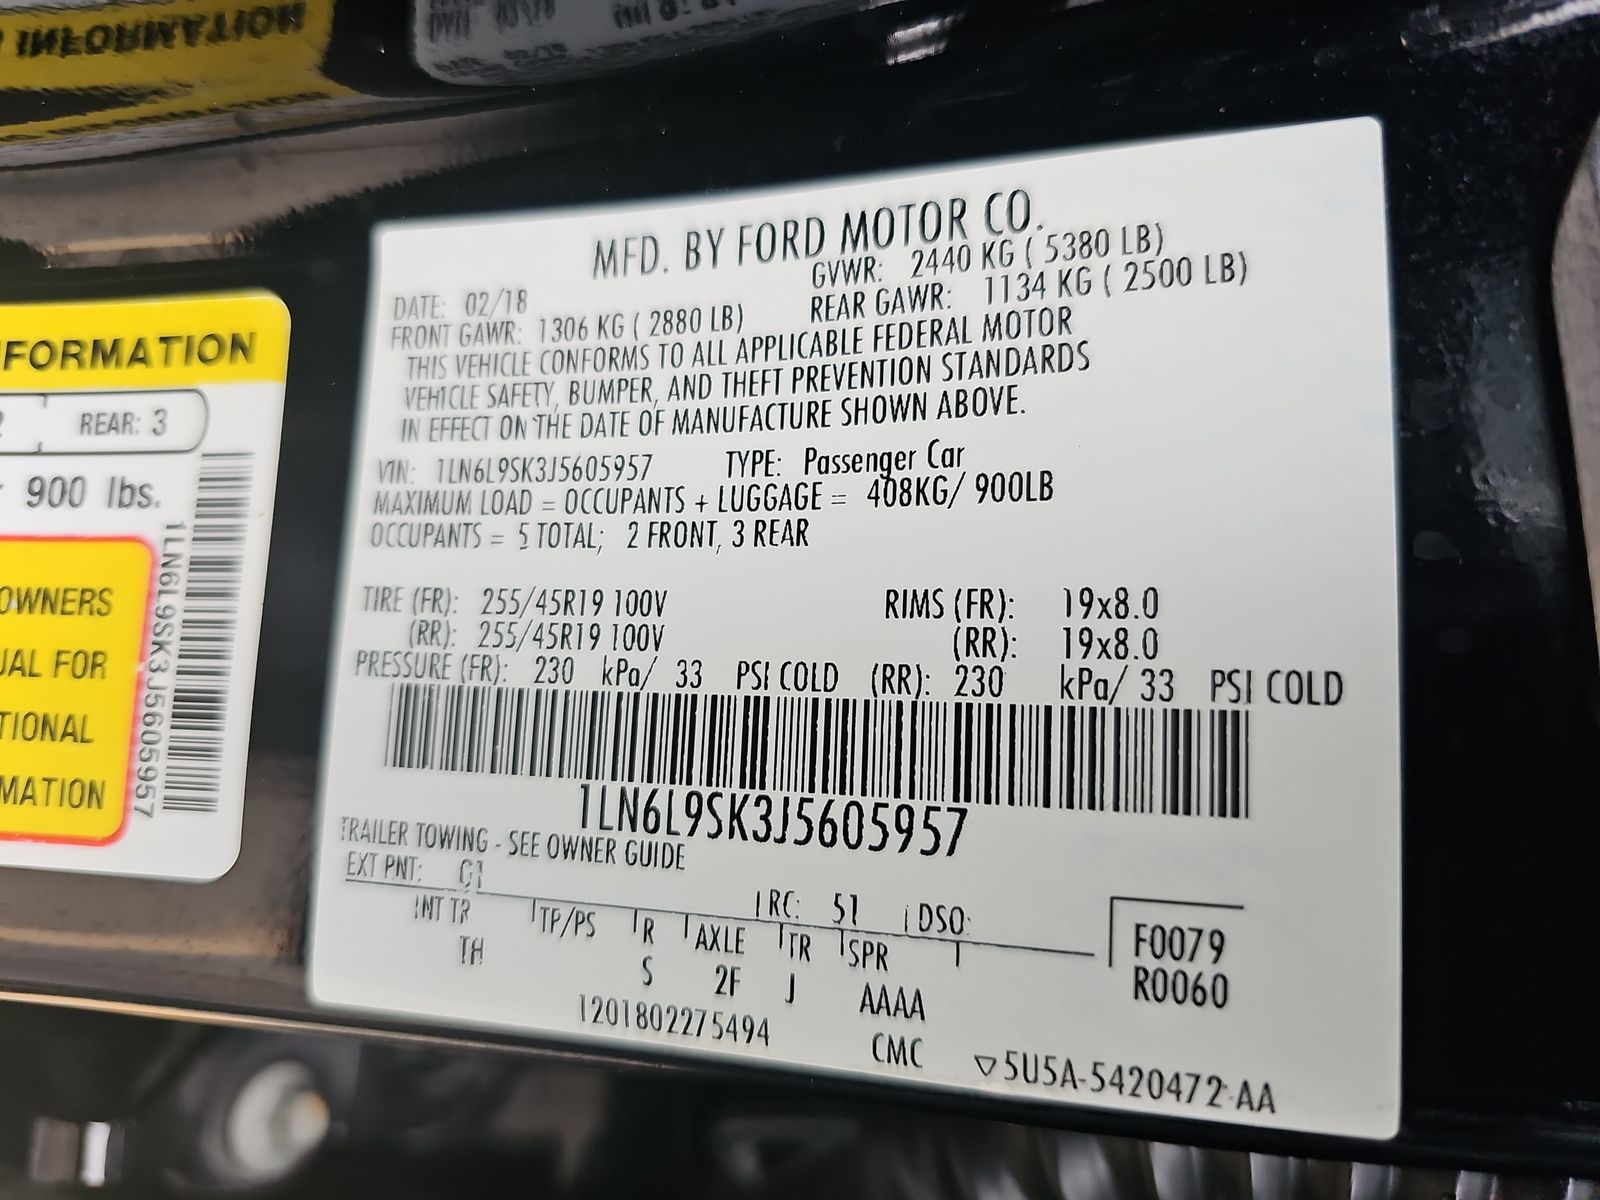 INFORMATION
MFD. BY FORD MOTOR CO.
DATE: 02/18 GVWR: 2440 KG ( 5380 LB)
FRONT GAWR: 1306 KG ( 2880 LB) REAR GAWR: 1134 KG ( 2500 LB)
THIS VEHICLE CONFORMS TO ALL APPLICABLE FEDERAL MOTOR
VEHICLE SAFETY, BUMPER, AND THEFT PREVENTION STANDARDS
IN EFFECT ON THE DATE OF MANUFACTURE SHOWN ABOVE.
VIN: 1LN6L9SK3J5605957 TYPE: Passenger Car
MAXIMUM LOAD = OCCUPANTS + LUGGAGE = 408KG/ 900LB
OCCUPANTS = 5 TOTAL; 2 FRONT, 3 REAR
TIRE (FR): 255/45R19 100V RIMS (FR): 19x8.0
(RR): 255/45R19 100V (RR): 19x8.0
PRESSURE (FR): 230 kPa/ 33 PSI COLD (RR): 230 kPa/ 33 PSI COLD
1LN6L9SK3J5605957
TRAILER TOWING - SEE OWNER GUIDE
EXT PNT: G1 RC: 51 DSO:
INT TR TP/PS R AXLE TR SPR
TH S 2F J AAAA
F0079
R0060
1201802275494 CMC ▽5U5A-5420472-AA
NFORMATION
REAR: 3
900 lbs.
OWNERS
UAL FOR
TIONAL
MATION
1LN6L9SK3J5605957